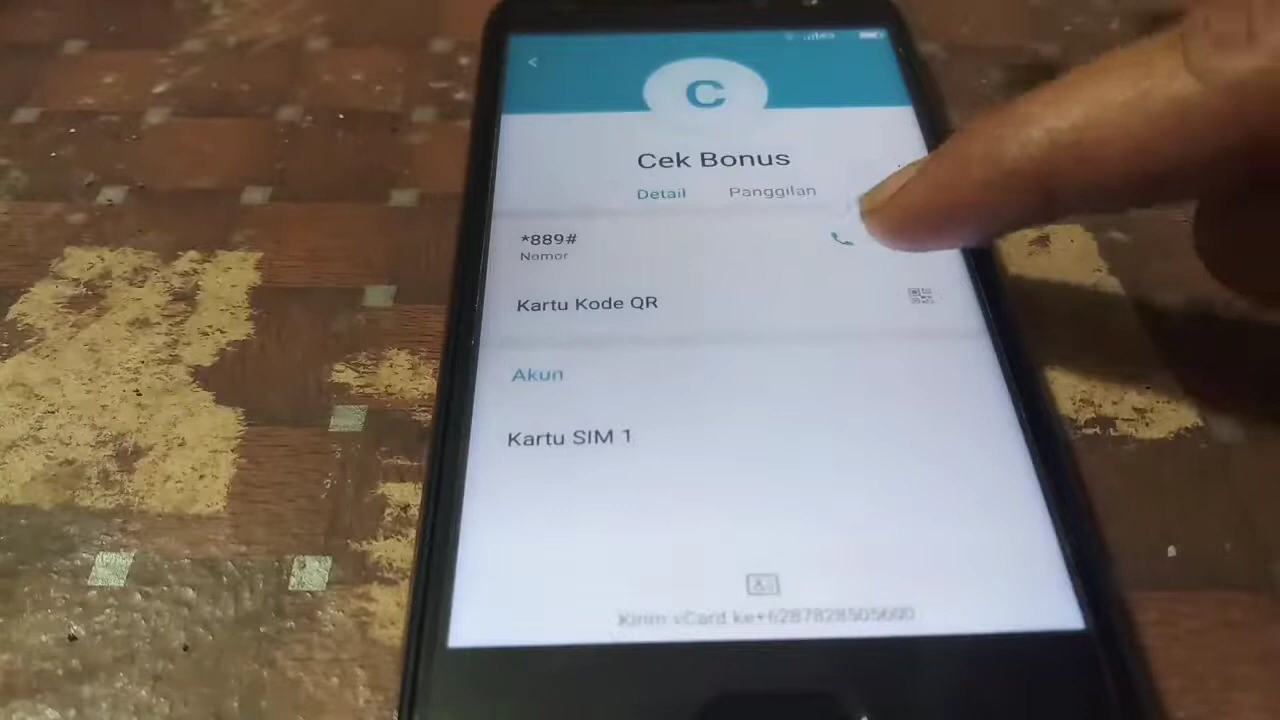 C
Cek Bonus
Detail Panggilan
*889#
Nomor
Kartu Kode QR
Akun
Kartu SIM 1
Kirim vCard ke+6287828505600